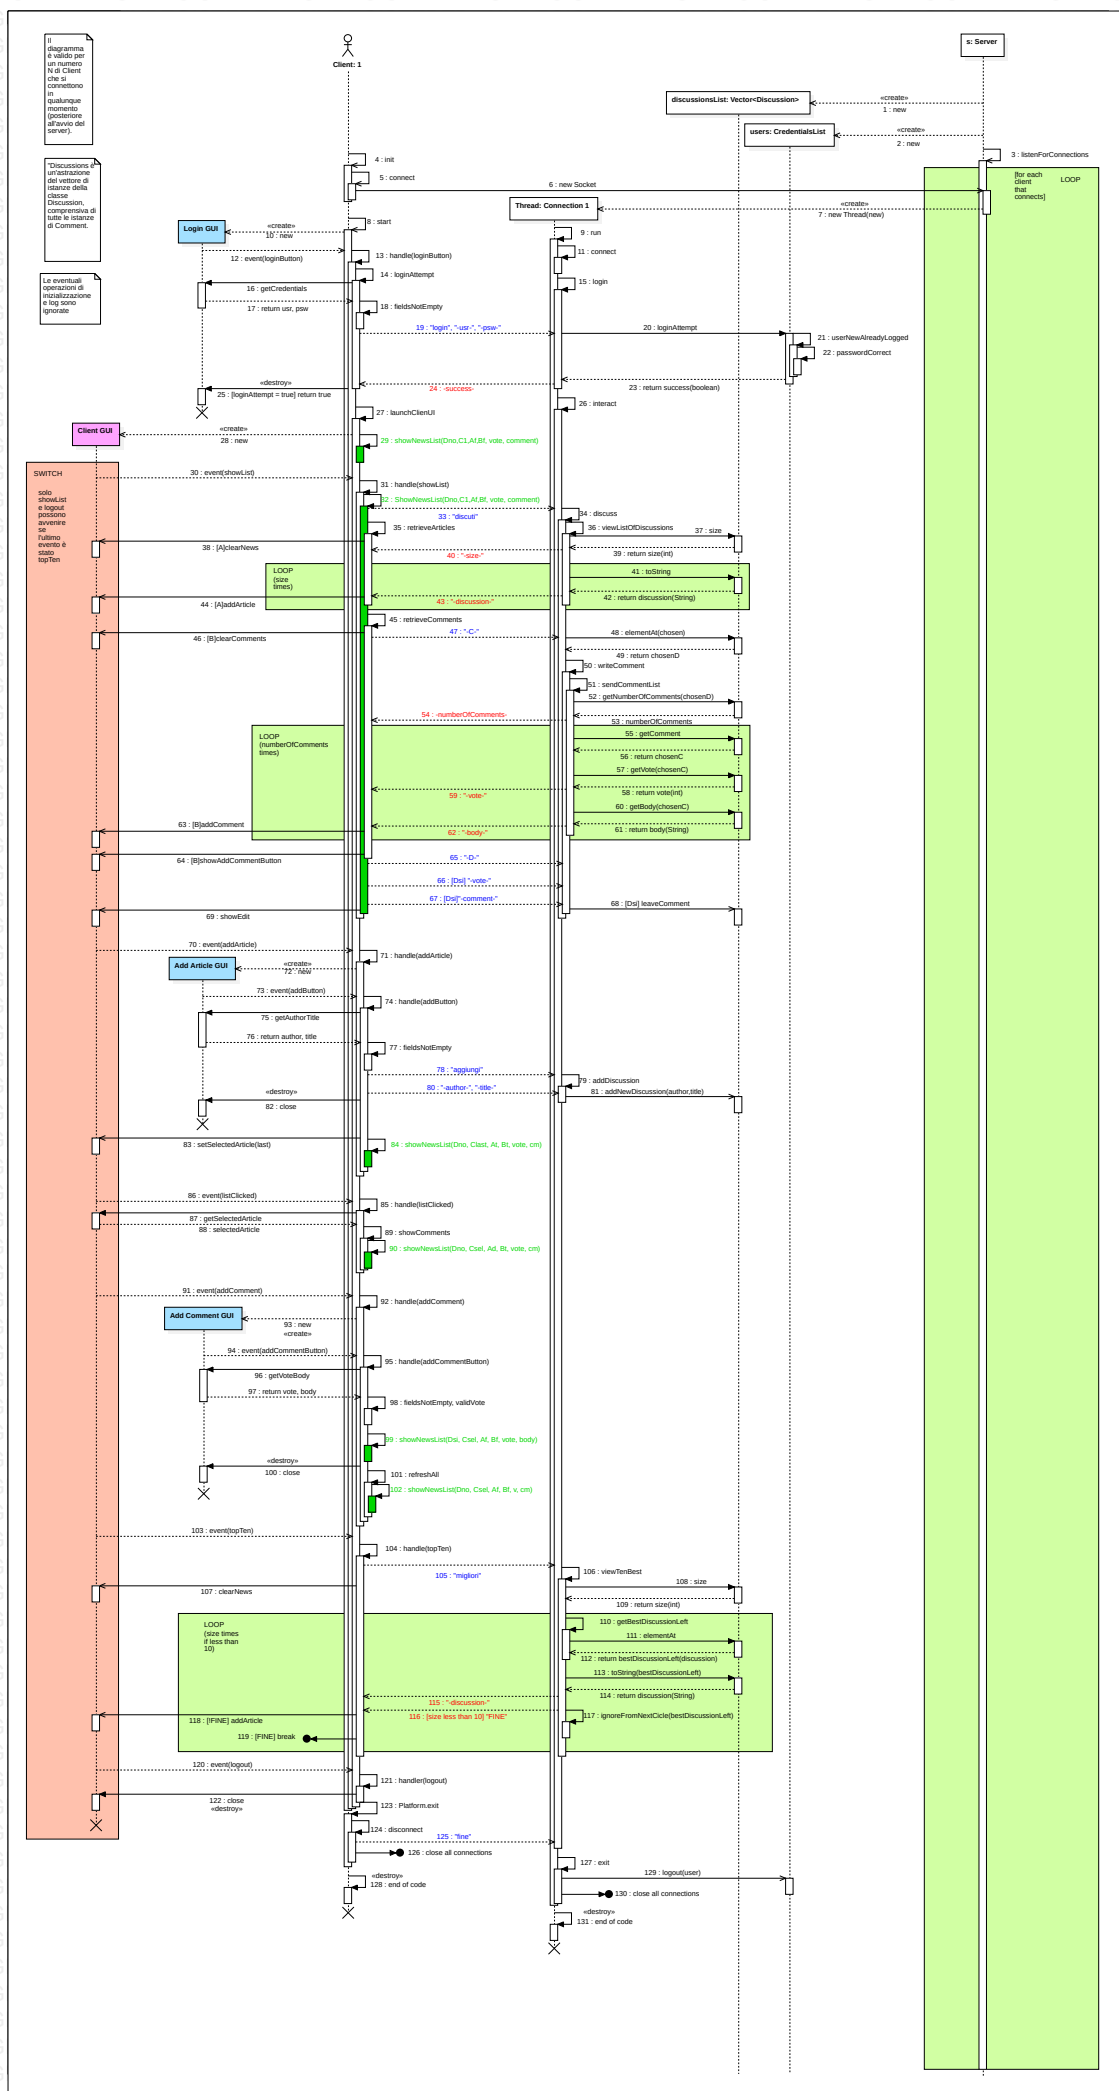 Il
diagramma
è valido per
un numero
N di Client
che si
connettono
in
qualunque
momento
(posteriore
all'avvio del
server).
Client: 1
s: Server
discussionsList: Vector<Discussion>
«create»
1 : new
users: CredentialsList
«create»
2 : new
3 : listenForConnections
"Discussions è
un'astrazione
del vettore di
istanze della
classe
Discussion,
comprensiva di
tutte le istanze
di Comment.
4 : init
5 : connect
6 : new Socket
[for each
client
that
connects]
LOOP
Thread: Connection 1
«create»
7 : new Thread(new)
8 : start
Login GUI
«create»
10 : new
9 : run
11 : connect
12 : event(loginButton)
13 : handle(loginButton)
Le eventuali
operazioni di
inizializzazione
e log sono
ignorate
14 : loginAttempt
15 : login
16 : getCredentials
17 : return usr, psw
18 : fieldsNotEmpty
19 : "login", "-usr-", "-psw-"
20 : loginAttempt
21 : userNewAlreadyLogged
22 : passwordCorrect
23 : return success(boolean)
24 : -success-
«destroy»
25 : [loginAttempt = true] return true
26 : interact
27 : launchClienUI
Client GUI
«create»
28 : new
29 : showNewsList(Dno,C1,Af,Bf, vote, comment)
SWITCH
solo
showList
e logout
possono
avvenire
se
l'ultimo
evento è
stato
topTen
30 : event(showList)
31 : handle(showList)
32 : ShowNewsList(Dno,C1,Af,Bf, vote, comment)
33 : "discuti"
34 : discuss
35 : retrieveArticles
36 : viewListOfDiscussions
37 : size
38 : [A]clearNews
39 : return size(int)
40 : "-size-"
LOOP
(size
times)
41 : toString
42 : return discussion(String)
43 : "-discussion-"
44 : [A]addArticle
45 : retrieveComments
46 : [B]clearComments
47 : "-C-"
48 : elementAt(chosen)
49 : return chosenD
50 : writeComment
51 : sendCommentList
52 : getNumberOfComments(chosenD)
53 : numberOfComments
54 : -numberOfComments-
LOOP
(numberOfComments
times)
55 : getComment
56 : return chosenC
57 : getVote(chosenC)
58 : return vote(int)
59 : "-vote-"
60 : getBody(chosenC)
61 : return body(String)
62 : "-body-"
63 : [B]addComment
64 : [B]showAddCommentButton
65 : "-D-"
66 : [Dsi] "-vote-"
67 : [Dsi]"-comment-"
68 : [Dsi] leaveComment
69 : showEdit
70 : event(addArticle)
71 : handle(addArticle)
Add Article GUI
«create»
72 : new
73 : event(addButton)
74 : handle(addButton)
75 : getAuthorTitle
76 : return author, title
77 : fieldsNotEmpty
78 : "aggiungi"
79 : addDiscussion
80 : "-author-", "-title-"
81 : addNewDiscussion(author,title)
«destroy»
82 : close
83 : setSelectedArticle(last)
84 : showNewsList(Dno, Clast, At, Bt, vote, cm)
86 : event(listClicked)
85 : handle(listClicked)
87 : getSelectedArticle
88 : selectedArticle
89 : showComments
90 : showNewsList(Dno, Csel, Ad, Bt, vote, cm)
91 : event(addComment)
92 : handle(addComment)
Add Comment GUI
93 : new
«create»
94 : event(addCommentButton)
95 : handle(addCommentButton)
96 : getVoteBody
97 : return vote, body
98 : fieldsNotEmpty, validVote
99 : showNewsList(Dsi, Csel, Af, Bf, vote, body)
«destroy»
100 : close
101 : refreshAll
102 : showNewsList(Dno, Csel, Af, Bf, v, cm)
103 : event(topTen)
104 : handle(topTen)
105 : "migliori"
106 : viewTenBest
107 : clearNews
108 : size
109 : return size(int)
LOOP
(size times
if less than
10)
110 : getBestDiscussionLeft
111 : elementAt
112 : return bestDiscussionLeft(discussion)
113 : toString(bestDiscussionLeft)
114 : return discussion(String)
115 : "-discussion-"
116 : [size less than 10] "FINE"
117 : ignoreFromNextCicle(bestDiscussionLeft)
118 : [!FINE] addArticle
119 : [FINE] break
120 : event(logout)
121 : handler(logout)
122 : close
«destroy»
123 : Platform.exit
124 : disconnect
125 : "fine"
126 : close all connections
127 : exit
«destroy»
128 : end of code
129 : logout(user)
130 : close all connections
«destroy»
131 : end of code